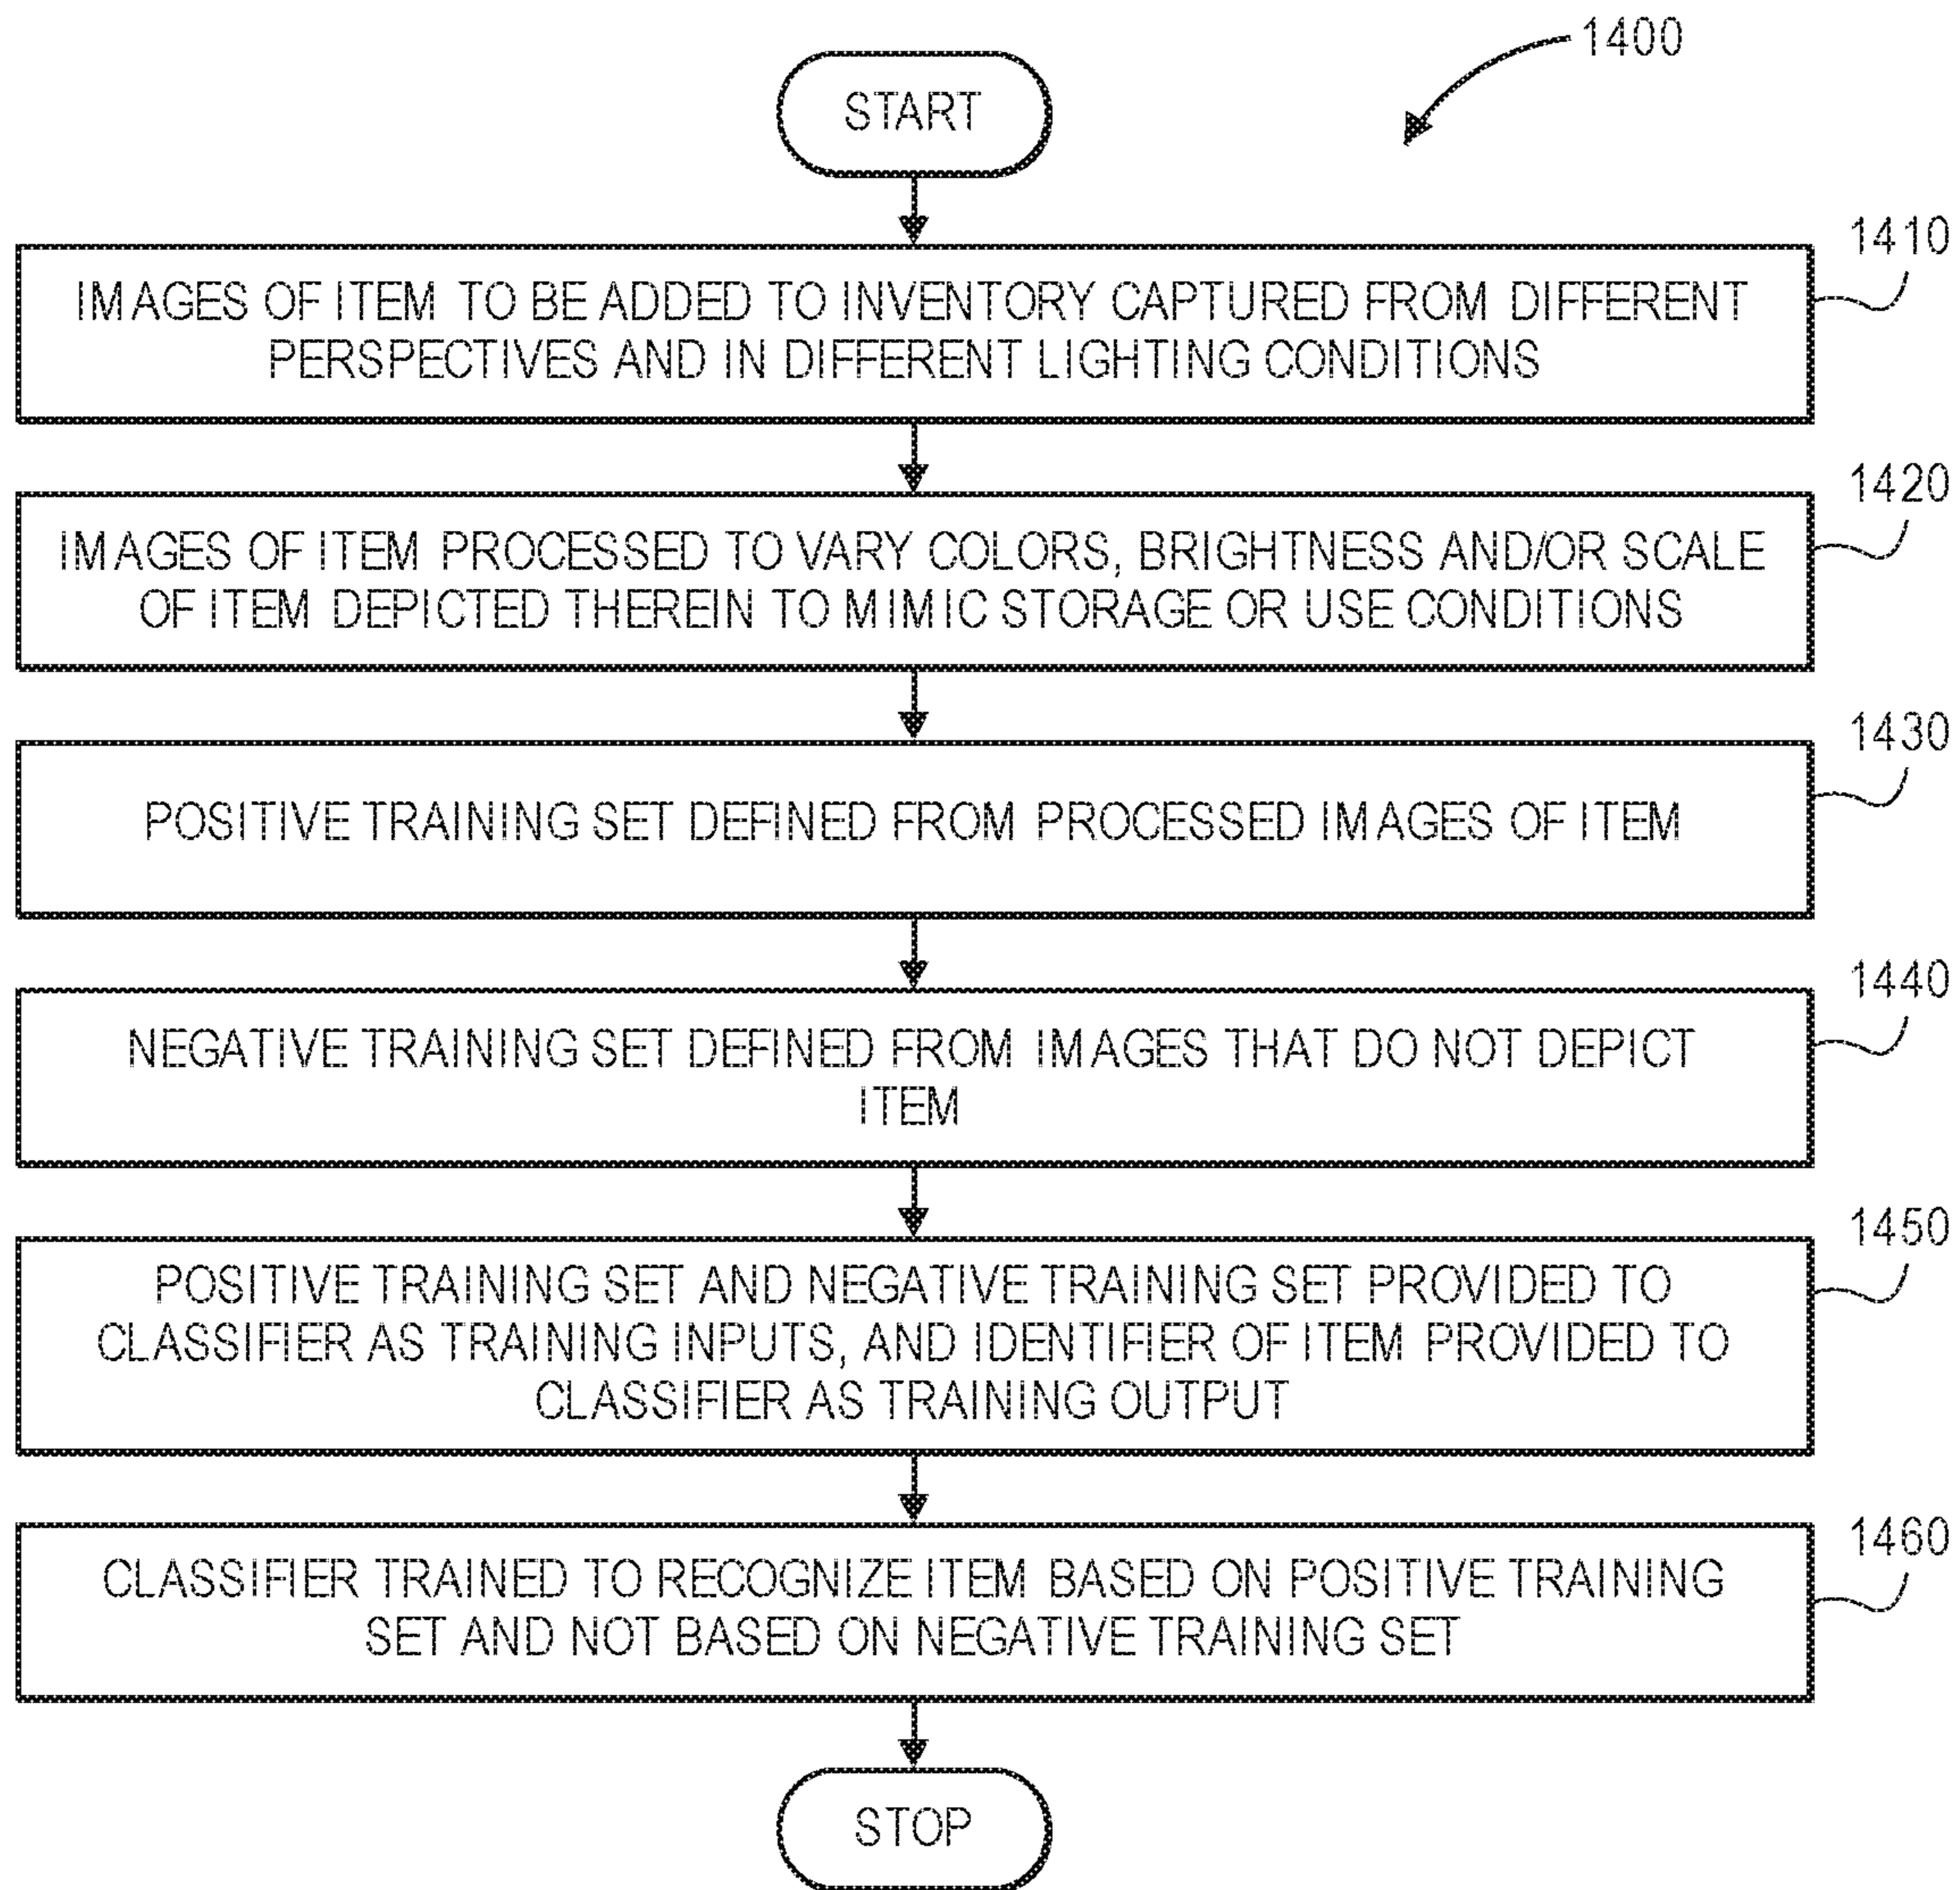 1400
START
1410
IMAGES OF ITEM TO BE ADDED TO INVENTORY CAPTURED FROM DIFFERENT
PERSPECTIVES AND IN DIFFERENT LIGHTING CONDITIONS
1420
IMAGES OF ITEM PROCESSED TO VARY COLORS, BRIGHTNESS AND/OR SCALE
OF ITEM DEPICTED THEREIN TO MIMIC STORAGE OR USE CONDITIONS
1430
POSITIVE TRAINING SET DEFINED FROM PROCESSED IMAGES OF ITEM
1440
NEGATIVE TRAINING SET DEFINED FROM IMAGES THAT DO NOT DEPICT
ITEM
1450
POSITIVE TRAINING SET AND NEGATIVE TRAINING SET PROVIDED TO
CLASSIFIER AS TRAINING INPUTS, AND IDENTIFIER OF ITEM PROVIDED TO
CLASSIFIER AS TRAINING OUTPUT
1460
CLASSIFIER TRAINED TO RECOGNIZE ITEM BASED ON POSITIVE TRAINING
SET AND NOT BASED ON NEGATIVE TRAINING SET
STOP